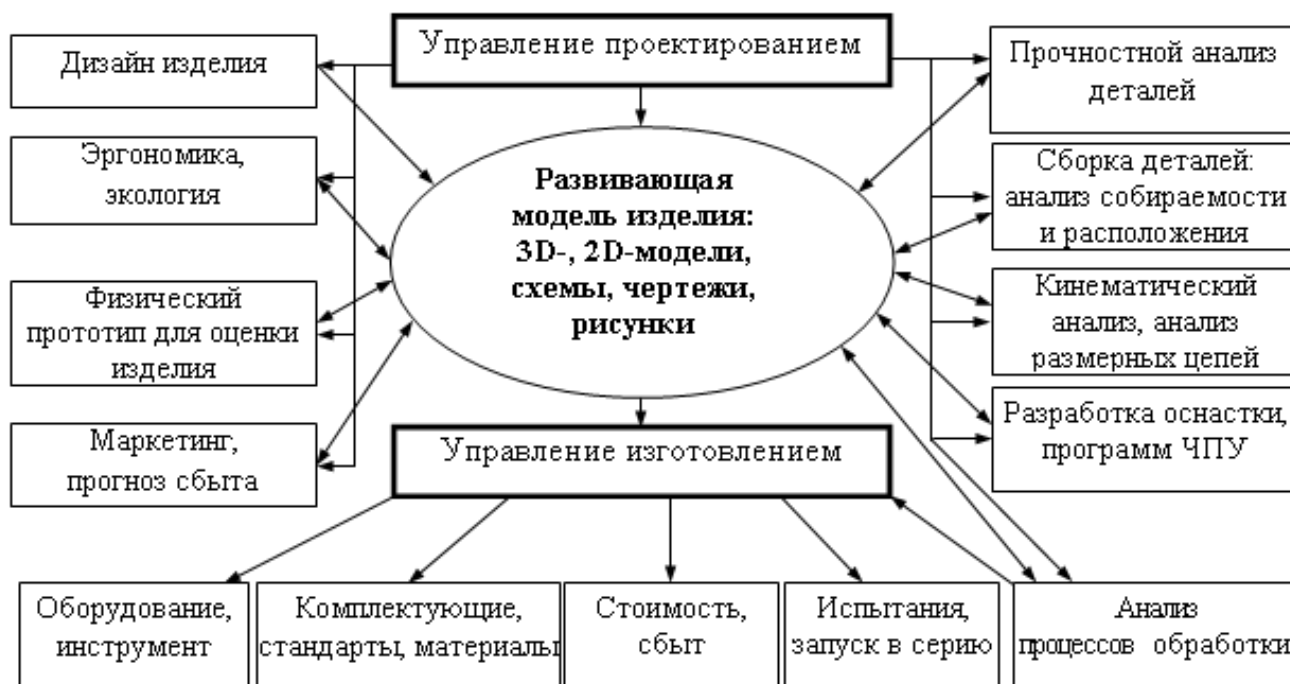 Управление проектированием
Дизайн изделия
Прочностной анализ
деталей
Эргономика,
экология
Развивающая
модель изделия:
3D-, 2D-модели,
схемы, чертежи,
рисунки
Сборка деталей:
анализ собираемости
и расположения
Физический
прототип для оценки
изделия
Кинематический
анализ, анализ
размерных цепей
Маркетинг,
прогноз сбыта
Управление изготовлением
Разработка оснастки,
программ ЧПУ
Оборудование,
инструмент
Комплектующие,
стандарты, материалы
Стоимость,
сбыт
Испытания,
запуск в серию
Анализ
процессов обработки